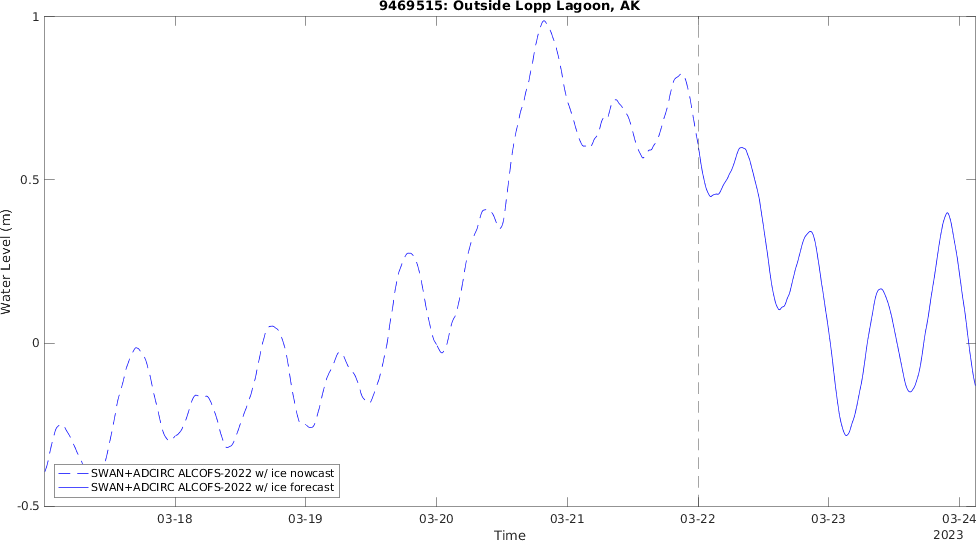 9469515: Outside Lopp Lagoon, AK
1
0.5
0
-0.5
Water Level (m)
SWAN+ADCIRC ALCOFS-2022 w/ ice nowcast
SWAN+ADCIRC ALCOFS-2022 w/ ice forecast
03-18 03-19 03-20 03-21 03-22 03-23 03-24
Time
2023